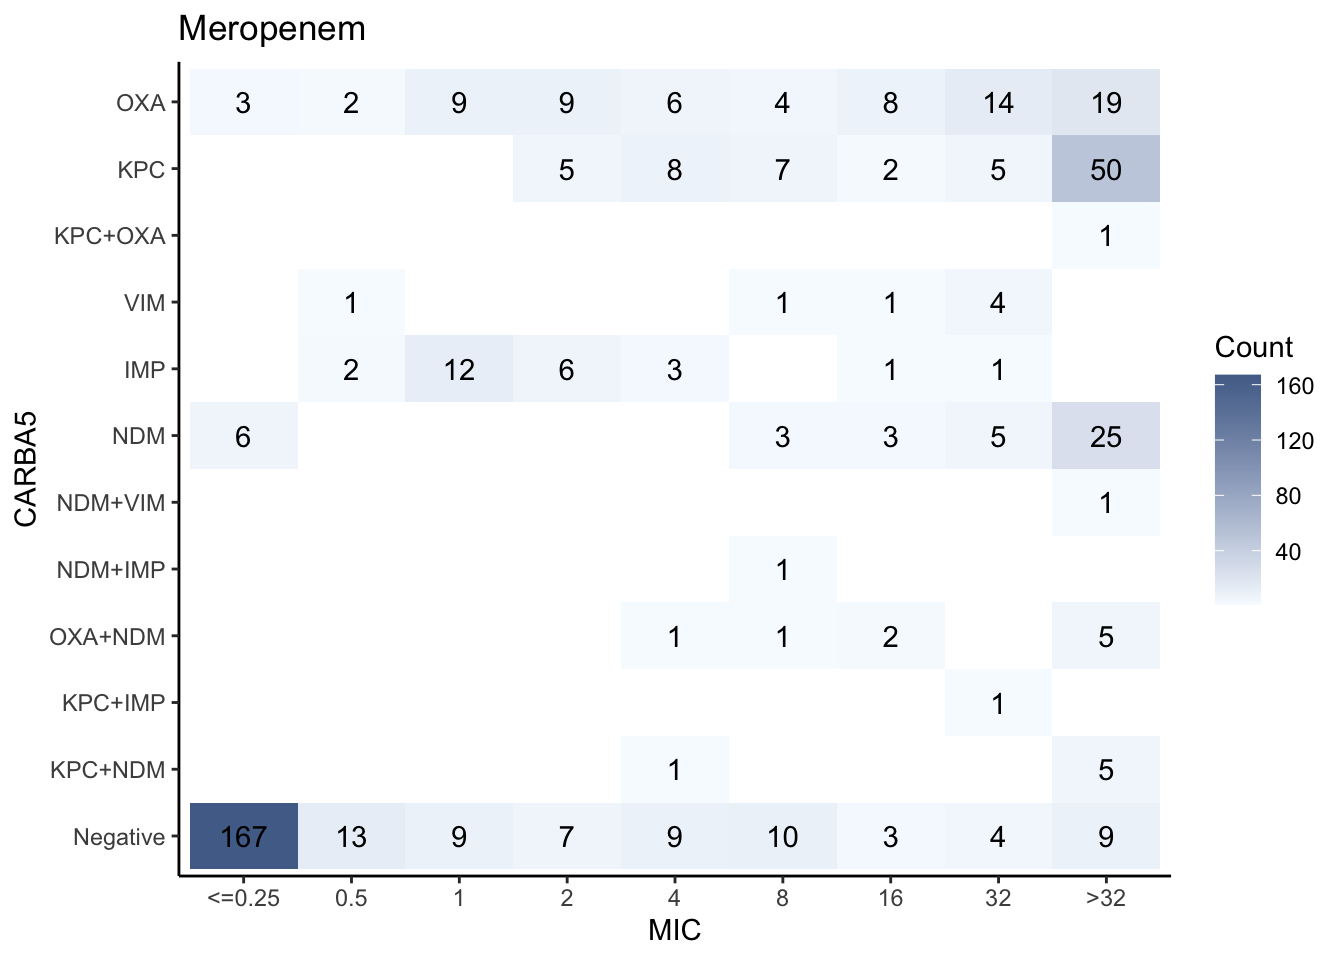 Meropenem
OXA 3 2 9 9 6 4 8 14 19
KPC 5 8 7 2 5 50
KPC+OXA 1
VIM 1 1 1 4
IMP 2 12 6 3 1 1
NDM 6 3 3 5 25
NDM+VIM 1
NDM+IMP 1
OXA+NDM 1 1 2 5
KPC+IMP 1
KPC+NDM 1 5
Negative 167 13 9 7 9 10 3 4 9
<=0.25 0.5 1 2 4 8 16 32 >32
MIC
CARBA5
Count
160
120
80
40